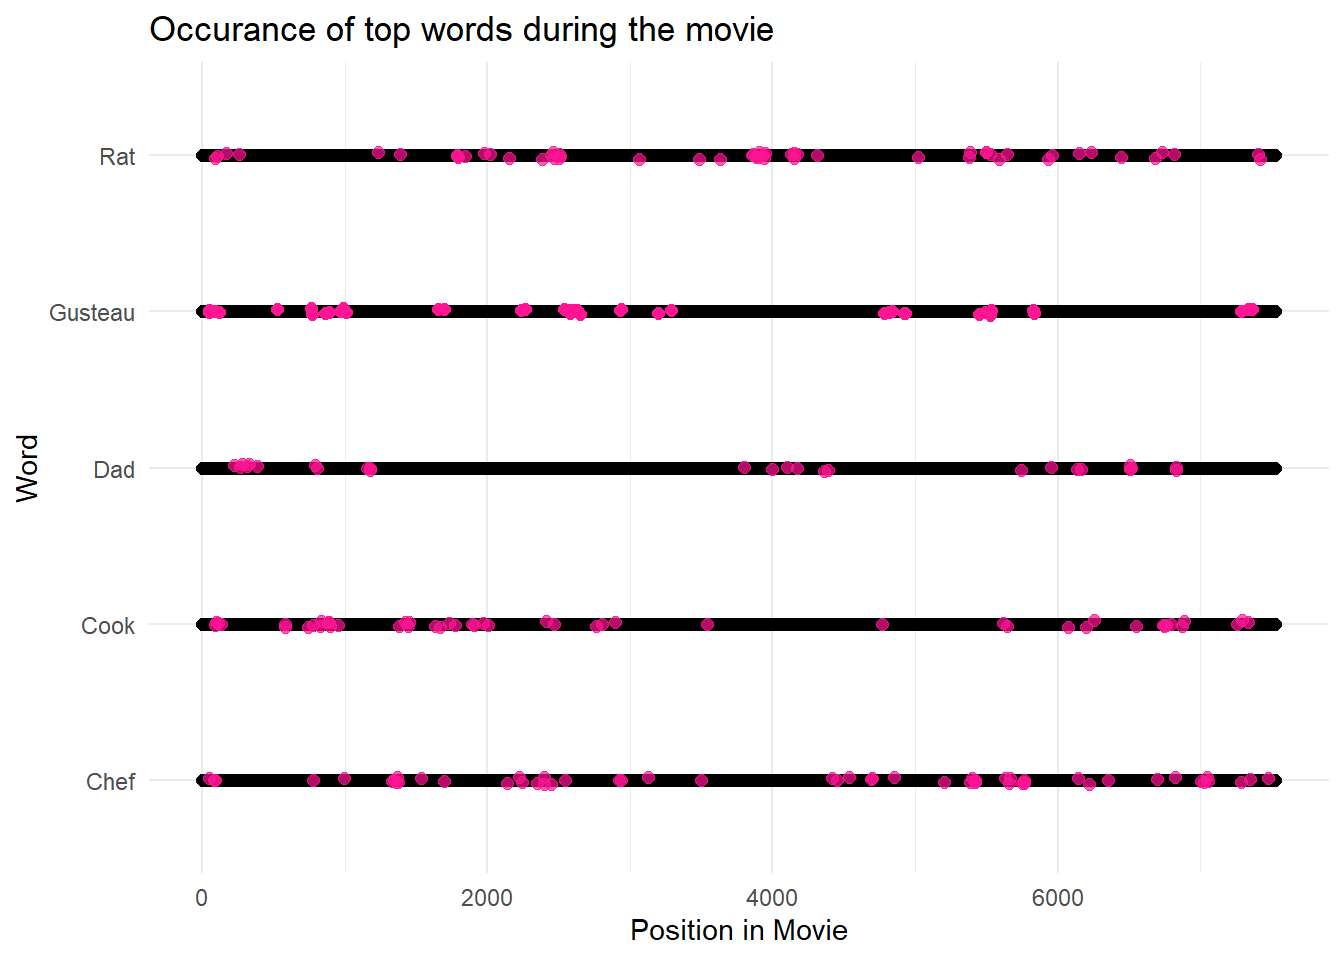 Occurance of top words during the movie
Rat
Gusteau
Dad
Cook
Chef
Word
0
2000
4000
6000
Position in Movie